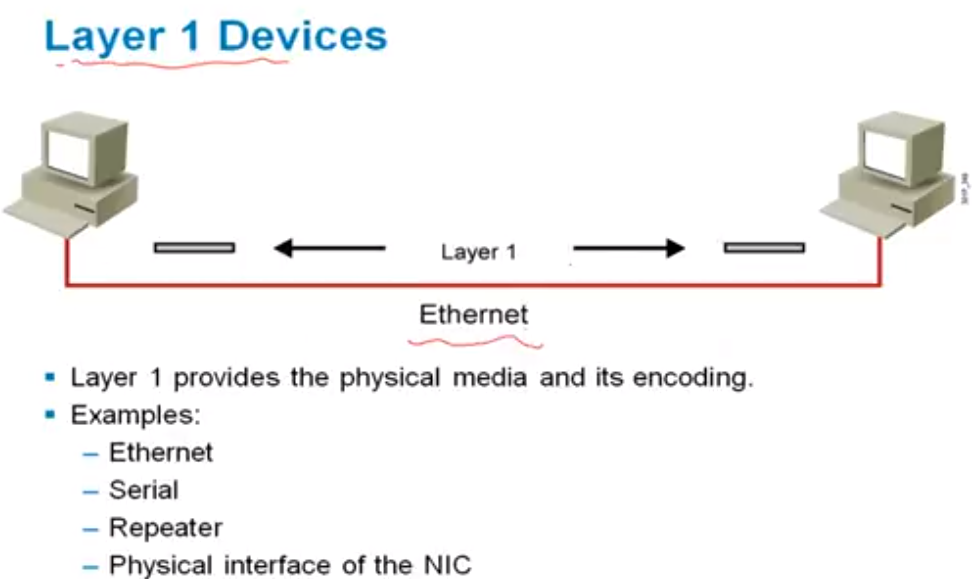 Layer 1 Devices
Layer 1
Ethernet
▪ Layer 1 provides the physical media and its encoding.
▪ Examples:
– Ethernet
– Serial
– Repeater
– Physical interface of the NIC